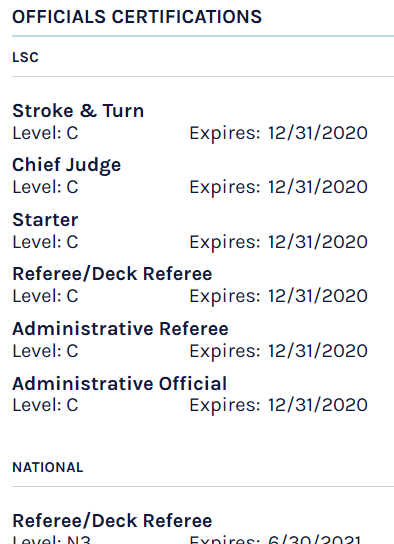 OFFICIALS CERTIFICATIONS
LSC
Stroke & Turn
Level: C Expires: 12/31/2020
Chief Judge
Level: C Expires: 12/31/2020
Starter
Level: C Expires: 12/31/2020
Referee/Deck Referee
Level: C Expires: 12/31/2020
Administrative Referee
Level: C Expires: 12/31/2020
Administrative Official
Level: C Expires: 12/31/2020
NATIONAL
Referee/Deck Referee
Level: N3 Expires: 6/30/2021